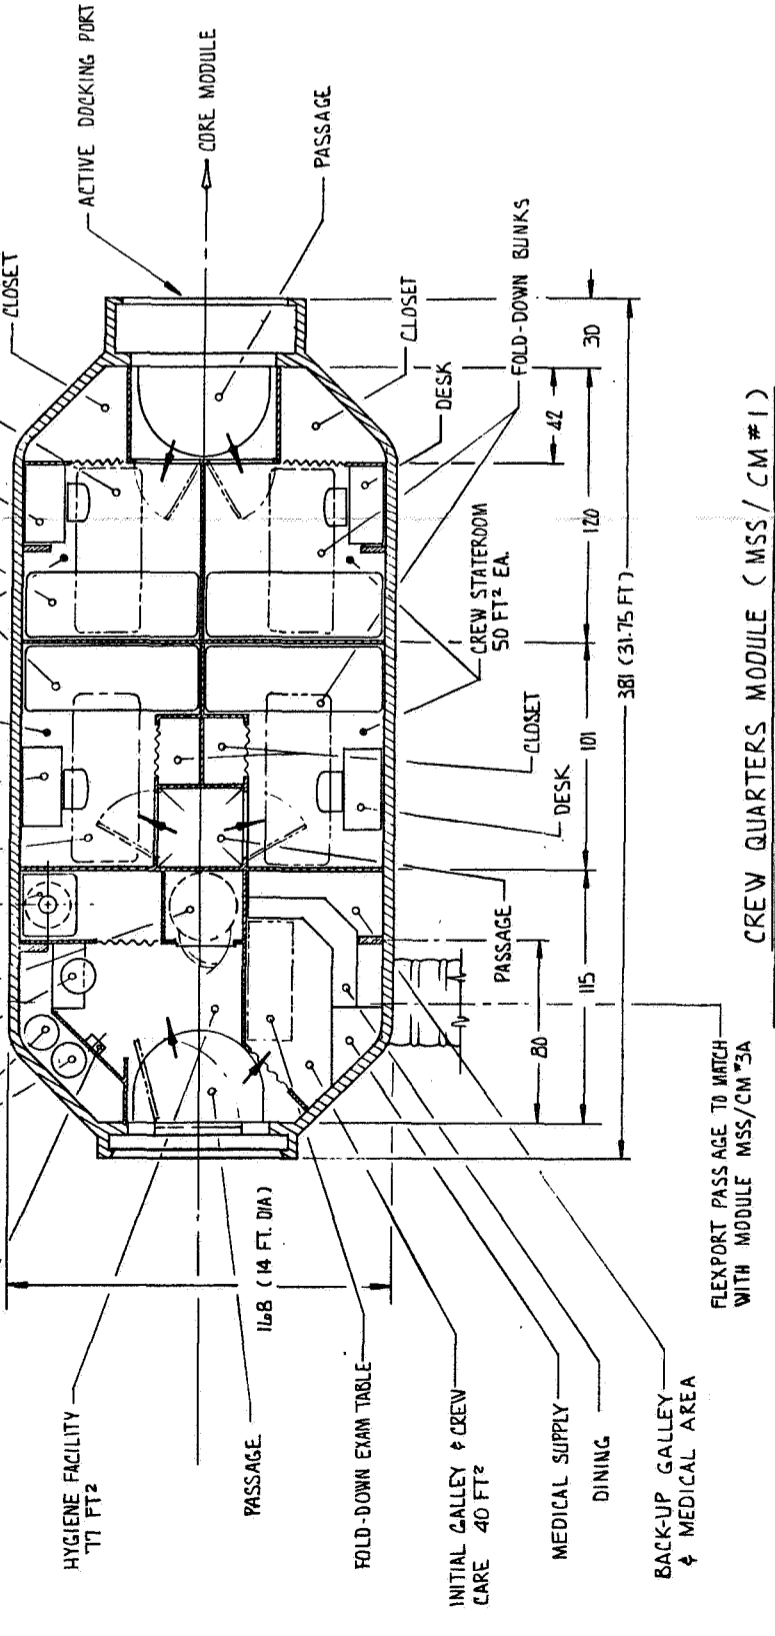 CLOSET
ACTIVE DOCKING PORT
CORE MODULE
PASSAGE
CLOSET
DESK
FOLD-DOWN BUNKS
30
42
120
CREW STATEROOM
50 FT² EA.
381 (31.75 FT)
101
CLOSET
DESK
PASSAGE
115
80
FLEXPORT PASSAGE TO MATCH
WITH MODULE MSS/CM #3A
168 (14 FT. DIA)
HYGIENE FACILITY
77 FT²
PASSAGE
FOLD-DOWN EXAM TABLE
INITIAL GALLEY & CREW
CARE 40 FT²
MEDICAL SUPPLY
DINING
BACK-UP GALLEY
& MEDICAL AREA
CREW QUARTERS MODULE (MSS/CM #1)